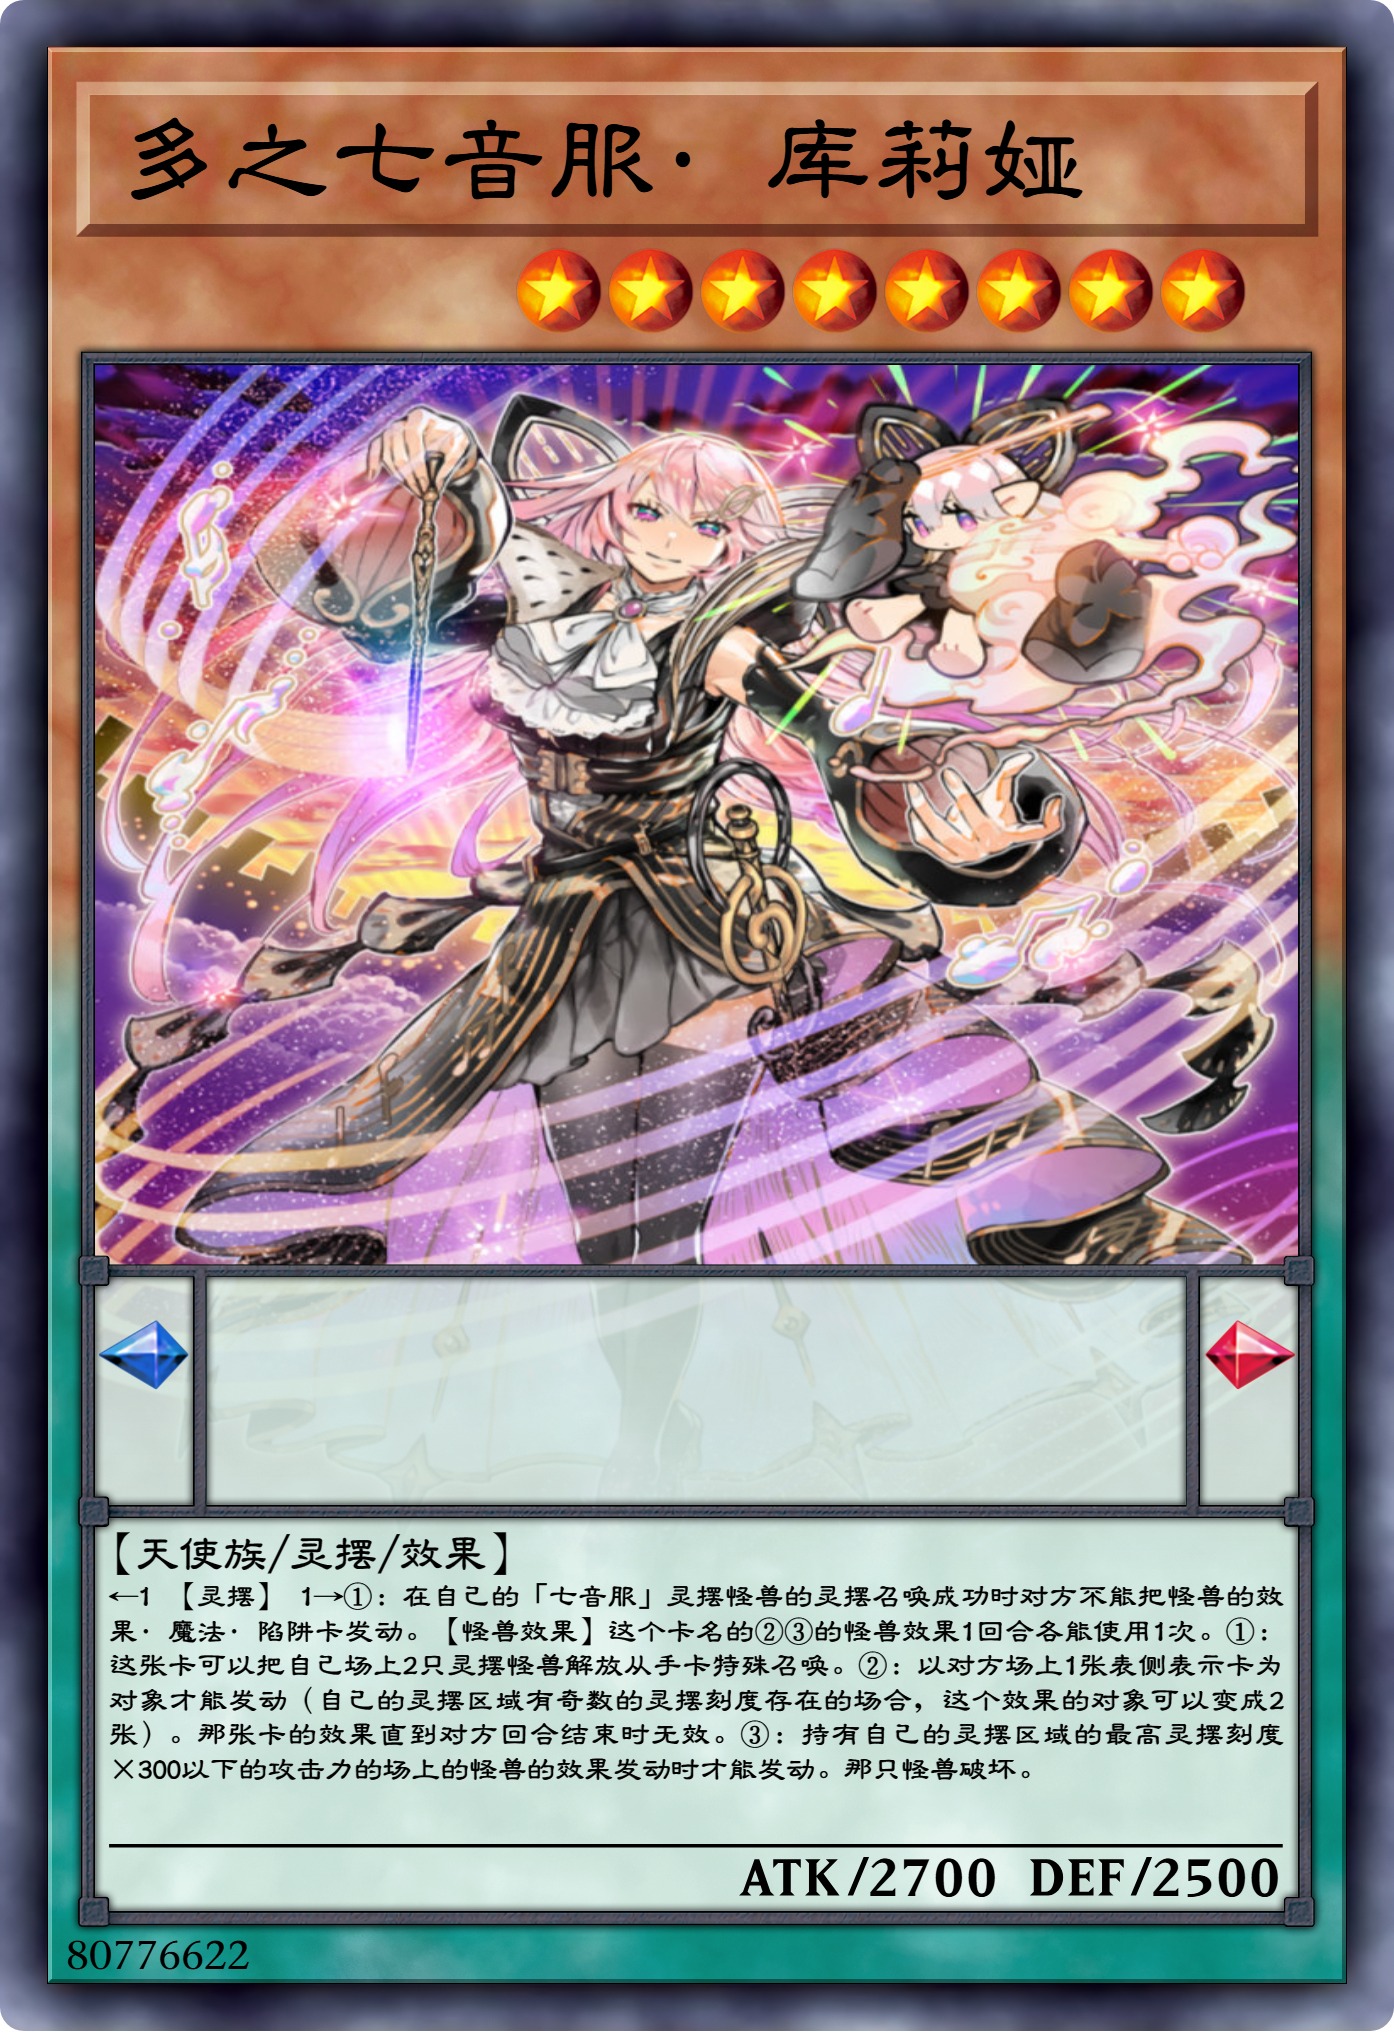 多之七音服·库莉娅
【天使族/灵摆/效果】
←1 【灵摆】 1→①：在自己的「七音服」灵摆怪兽的灵摆召唤成功时对方不能把怪兽的效
果·魔法·陷阱卡发动。【怪兽效果】这个卡名的②③的怪兽效果1回合各能使用1次。①：
这张卡可以把自己场上2只灵摆怪兽解放从手卡特殊召唤。②：以对方场上1张表侧表示卡为
对象才能发动（自己的灵摆区域有奇数的灵摆刻度存在的场合，这个效果的对象可以变成2
张）。那张卡的效果直到对方回合结束时无效。③：持有自己的灵摆区域的最高灵摆刻度
×300以下的攻击力的场上的怪兽的效果发动时才能发动。那只怪兽破坏。
ATK/2700 DEF/2500
80776622